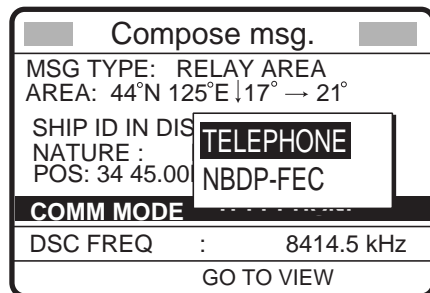 Compose msg.
MSG TYPE: RELAY AREA
AREA: 44°N 125°E↓17° → 21°
SHIP ID IN DIS
TELEPHONE
NATURE :
POS: 34 45.00
NBDP-FEC
COMM MODE
DSC FREQ : 8414.5 kHz
GO TO VIEW